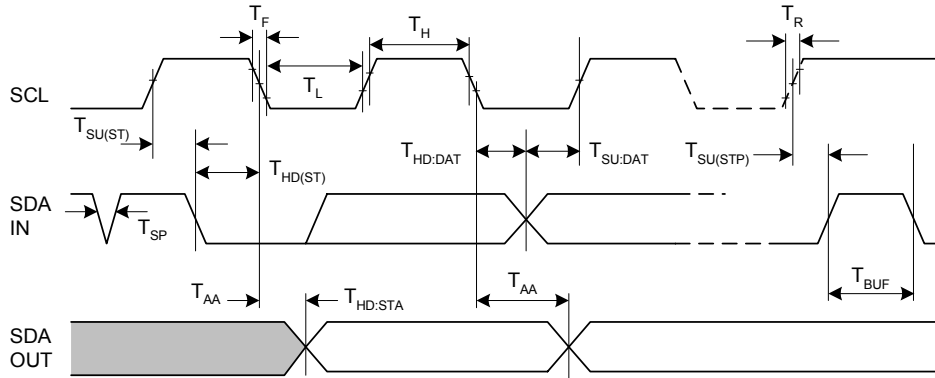 T_F T_H T_R
SCL T_L
T_SU(ST) T_HD:DAT T_SU:DAT T_SU(STP)
T_HD(ST)
SDA
IN
T_SP
T_AA T_HD:STA T_AA T_BUF
SDA
OUT